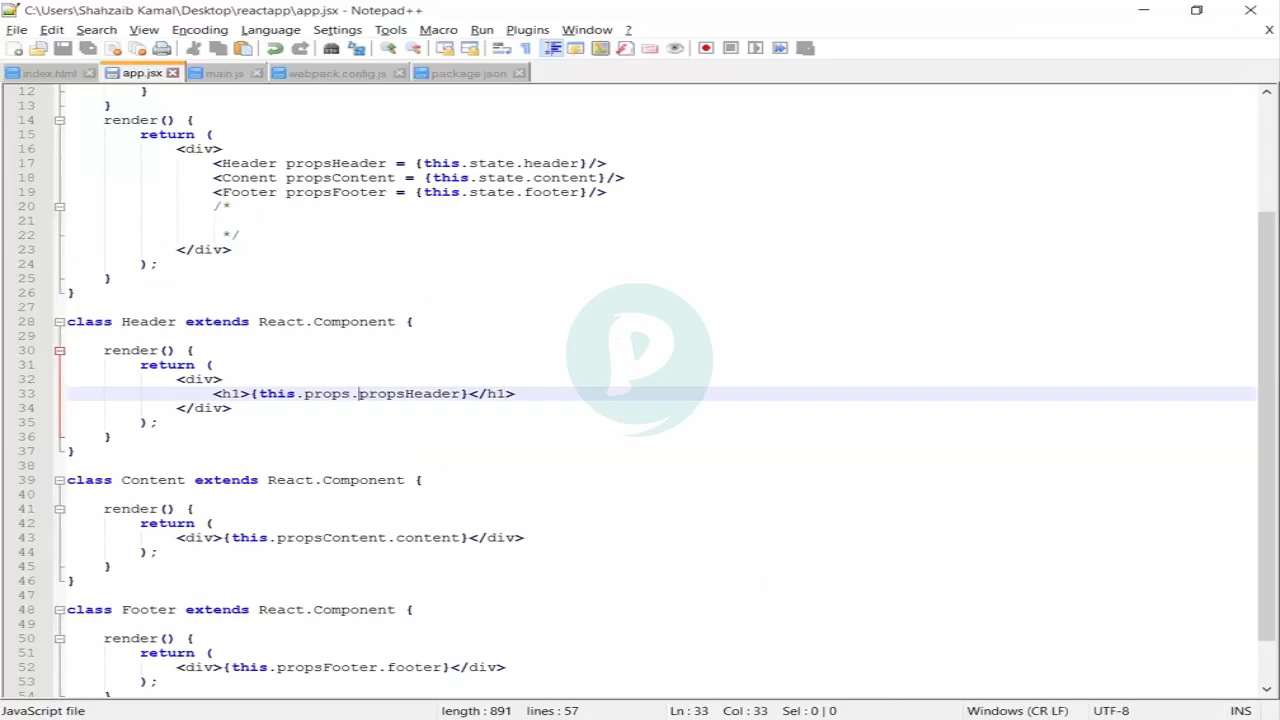 C:\Users\Shahzaib Kamal\Desktop\reactapp\app.jsx - Notepad++
File Edit Search View Encoding Language Settings Tools Macro Run Plugins Window ? X
index.html app.jsx main.js webpack.config.js package.json
12 }
13 }
14 render() {
15 return (
16 <div>
17 <Header propsHeader = {this.state.header}/>
18 <Conent propsContent = {this.state.content}/>
19 <Footer propsFooter = {this.state.footer}/>
20 /*
21
22 */
23 </div>
24 );
25 }
26 }
27
28 class Header extends React.Component {
29
30 render() {
31 return (
32 <div>
33 <h1>{this.props.propsHeader}</h1>
34 </div>
35 );
36 }
37 }
38
39 class Content extends React.Component {
40
41 render() {
42 return (
43 <div>{this.propsContent.content}</div>
44 );
45 }
46 }
47
48 class Footer extends React.Component {
49
50 render() {
51 return (
52 <div>{this.propsFooter.footer}</div>
53 );
54 }
JavaScript file length : 891 lines : 57 Ln : 33 Col : 33 Sel : 0 | 0 Windows (CR LF) UTF-8 INS
P